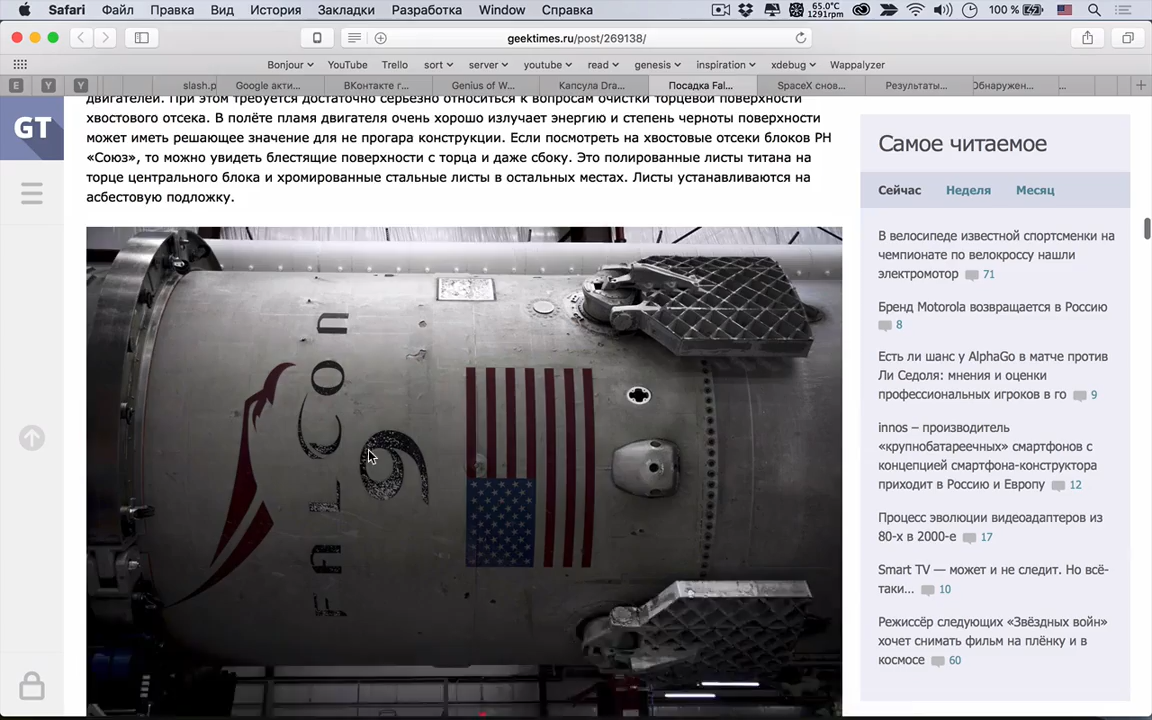 Safari Файл Правка Вид История Закладки Разработка Window Справка 65.0°C 1291rpm 100 %
geektimes.ru/post/269138/
Bonjour YouTube Trello sort server youtube read genesis inspiration xdebug Wappalyzer
E Y Y slash.p Google акти... ВКонтакте г... Genius of W... Капсула Dra... Посадка Fal... SpaceX снов... Результаты... Обнаружен... ...
двигателей. При этом требуется достаточно серьезно относиться к вопросам очистки торцевой поверхности
хвостового отсека. В полёте пламя двигателя очень хорошо излучает энергию и степень черноты поверхности
может иметь решающее значение для не прогара конструкции. Если посмотреть на хвостовые отсеки блоков РН
«Союз», то можно увидеть блестящие поверхности с торца и даже сбоку. Это полированные листы титана на
торце центрального блока и хромированные стальные листы в остальных местах. Листы устанавливаются на
асбестовую подложку.
FALCON
9
GT
Самое читаемое
Сейчас Неделя Месяц
В велосипеде известной спортсменки на
чемпионате по велокроссу нашли
электромотор 71
Бренд Motorola возвращается в Россию
8
Есть ли шанс у AlphaGo в матче против
Ли Седоля: мнения и оценки
профессиональных игроков в го 9
innos – производитель
«крупнобатареечных» смартфонов с
концепцией смартфона-конструктора
приходит в Россию и Европу 12
Процесс эволюции видеоадаптеров из
80-х в 2000-е 17
Smart TV — может и не следит. Но всё-
таки... 10
Режиссёр следующих «Звёздных войн»
хочет снимать фильм на плёнку и в
космосе 60